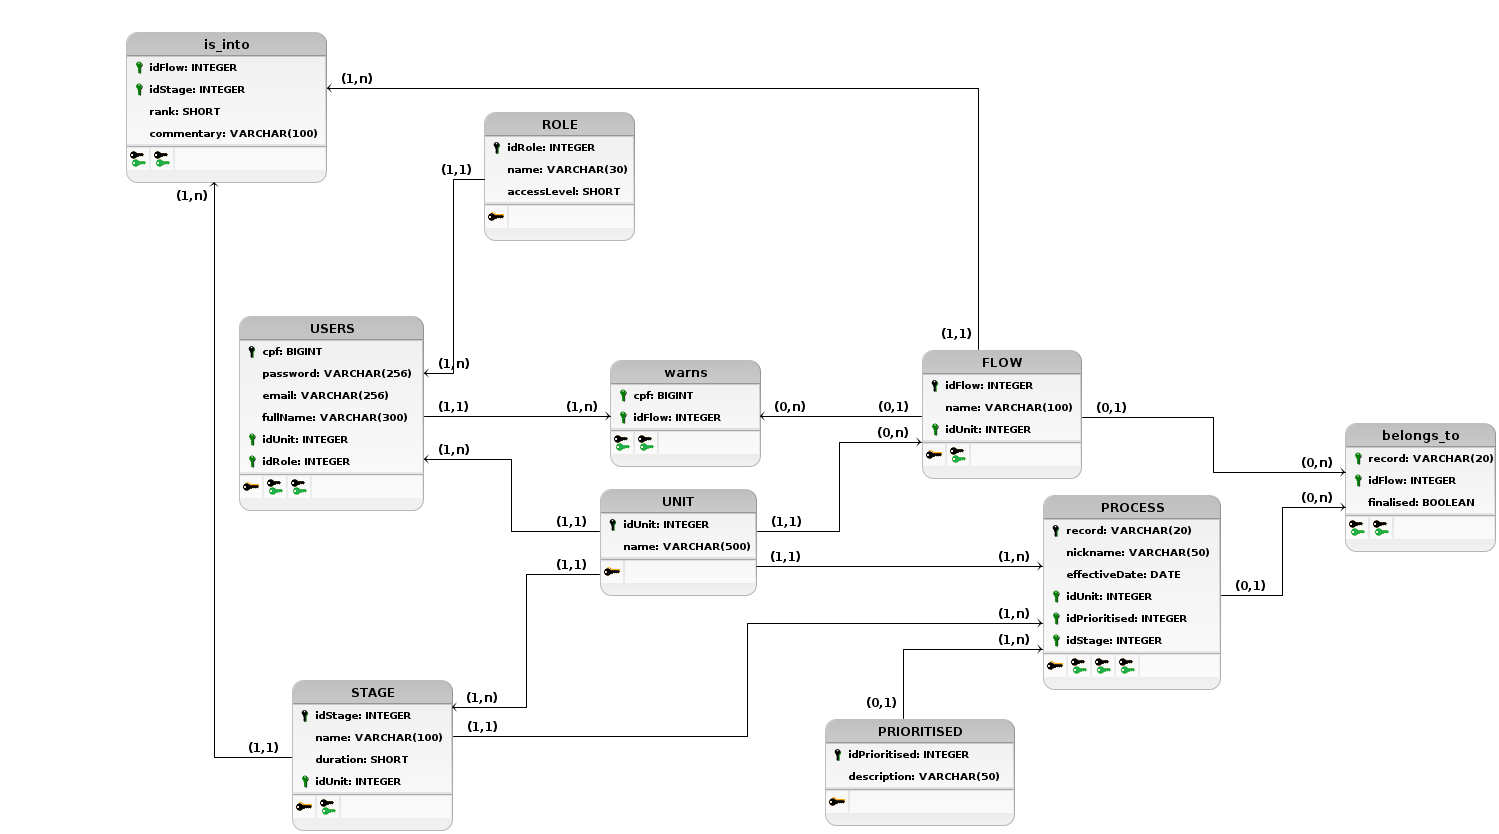 is_into
idFlow: INTEGER
idStage: INTEGER
rank: SHORT
commentary: VARCHAR(100)
(1,n)
(1,n)
ROLE
idRole: INTEGER
name: VARCHAR(30)
accessLevel: SHORT
(1,1)
(1,n)
USERS
cpf: BIGINT
password: VARCHAR(256)
email: VARCHAR(256)
fullName: VARCHAR(300)
idUnit: INTEGER
idRole: INTEGER
(1,1)
(1,n)
(1,n)
warns
cpf: BIGINT
idFlow: INTEGER
(0,n)
(0,1)
(0,n)
(1,1)
FLOW
idFlow: INTEGER
name: VARCHAR(100)
idUnit: INTEGER
(0,1)
(0,n)
(0,n)
belongs_to
record: VARCHAR(20)
idFlow: INTEGER
finalised: BOOLEAN
UNIT
idUnit: INTEGER
name: VARCHAR(500)
(1,1)
(1,1)
(1,1)
(1,1)
(1,n)
PROCESS
record: VARCHAR(20)
nickname: VARCHAR(50)
effectiveDate: DATE
idUnit: INTEGER
idPrioritised: INTEGER
idStage: INTEGER
(0,1)
(1,n)
(1,n)
(0,1)
STAGE
idStage: INTEGER
name: VARCHAR(100)
duration: SHORT
idUnit: INTEGER
(1,n)
(1,1)
(1,1)
PRIORITISED
idPrioritised: INTEGER
description: VARCHAR(50)